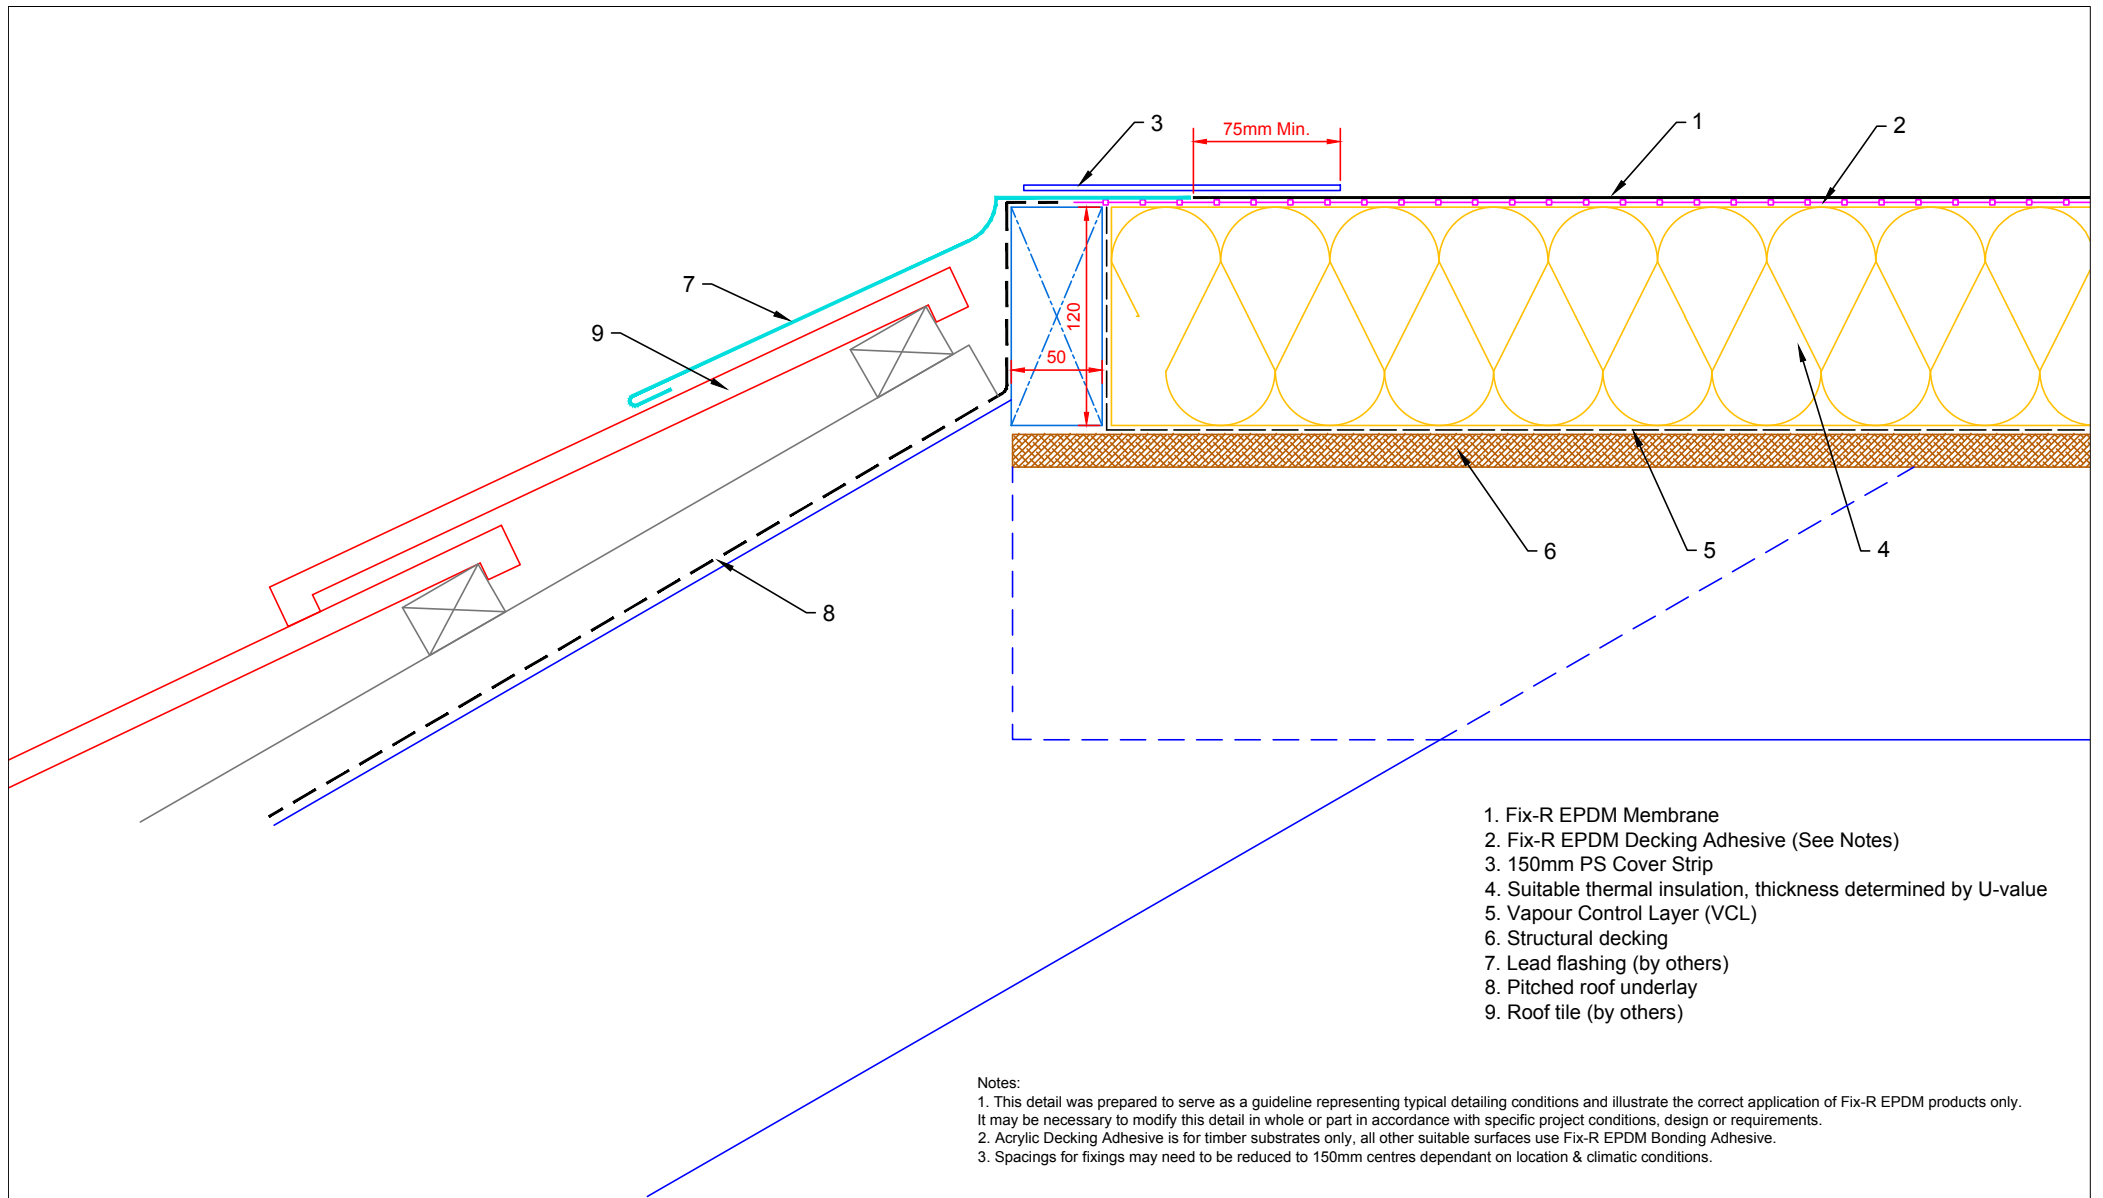 3
75mm Min.
1
2
7
9
120
50
6
5
4
8
1. Fix-R EPDM Membrane
2. Fix-R EPDM Decking Adhesive (See Notes)
3. 150mm PS Cover Strip
4. Suitable thermal insulation, thickness determined by U-value
5. Vapour Control Layer (VCL)
6. Structural decking
7. Lead flashing (by others)
8. Pitched roof underlay
9. Roof tile (by others)
Notes:
1. This detail was prepared to serve as a guideline representing typical detailing conditions and illustrate the correct application of Fix-R EPDM products only.
It may be necessary to modify this detail in whole or part in accordance with specific project conditions, design or requirements.
2. Acrylic Decking Adhesive is for timber substrates only, all other suitable surfaces use Fix-R EPDM Bonding Adhesive.
3. Spacings for fixings may need to be reduced to 150mm centres dependant on location & climatic conditions.